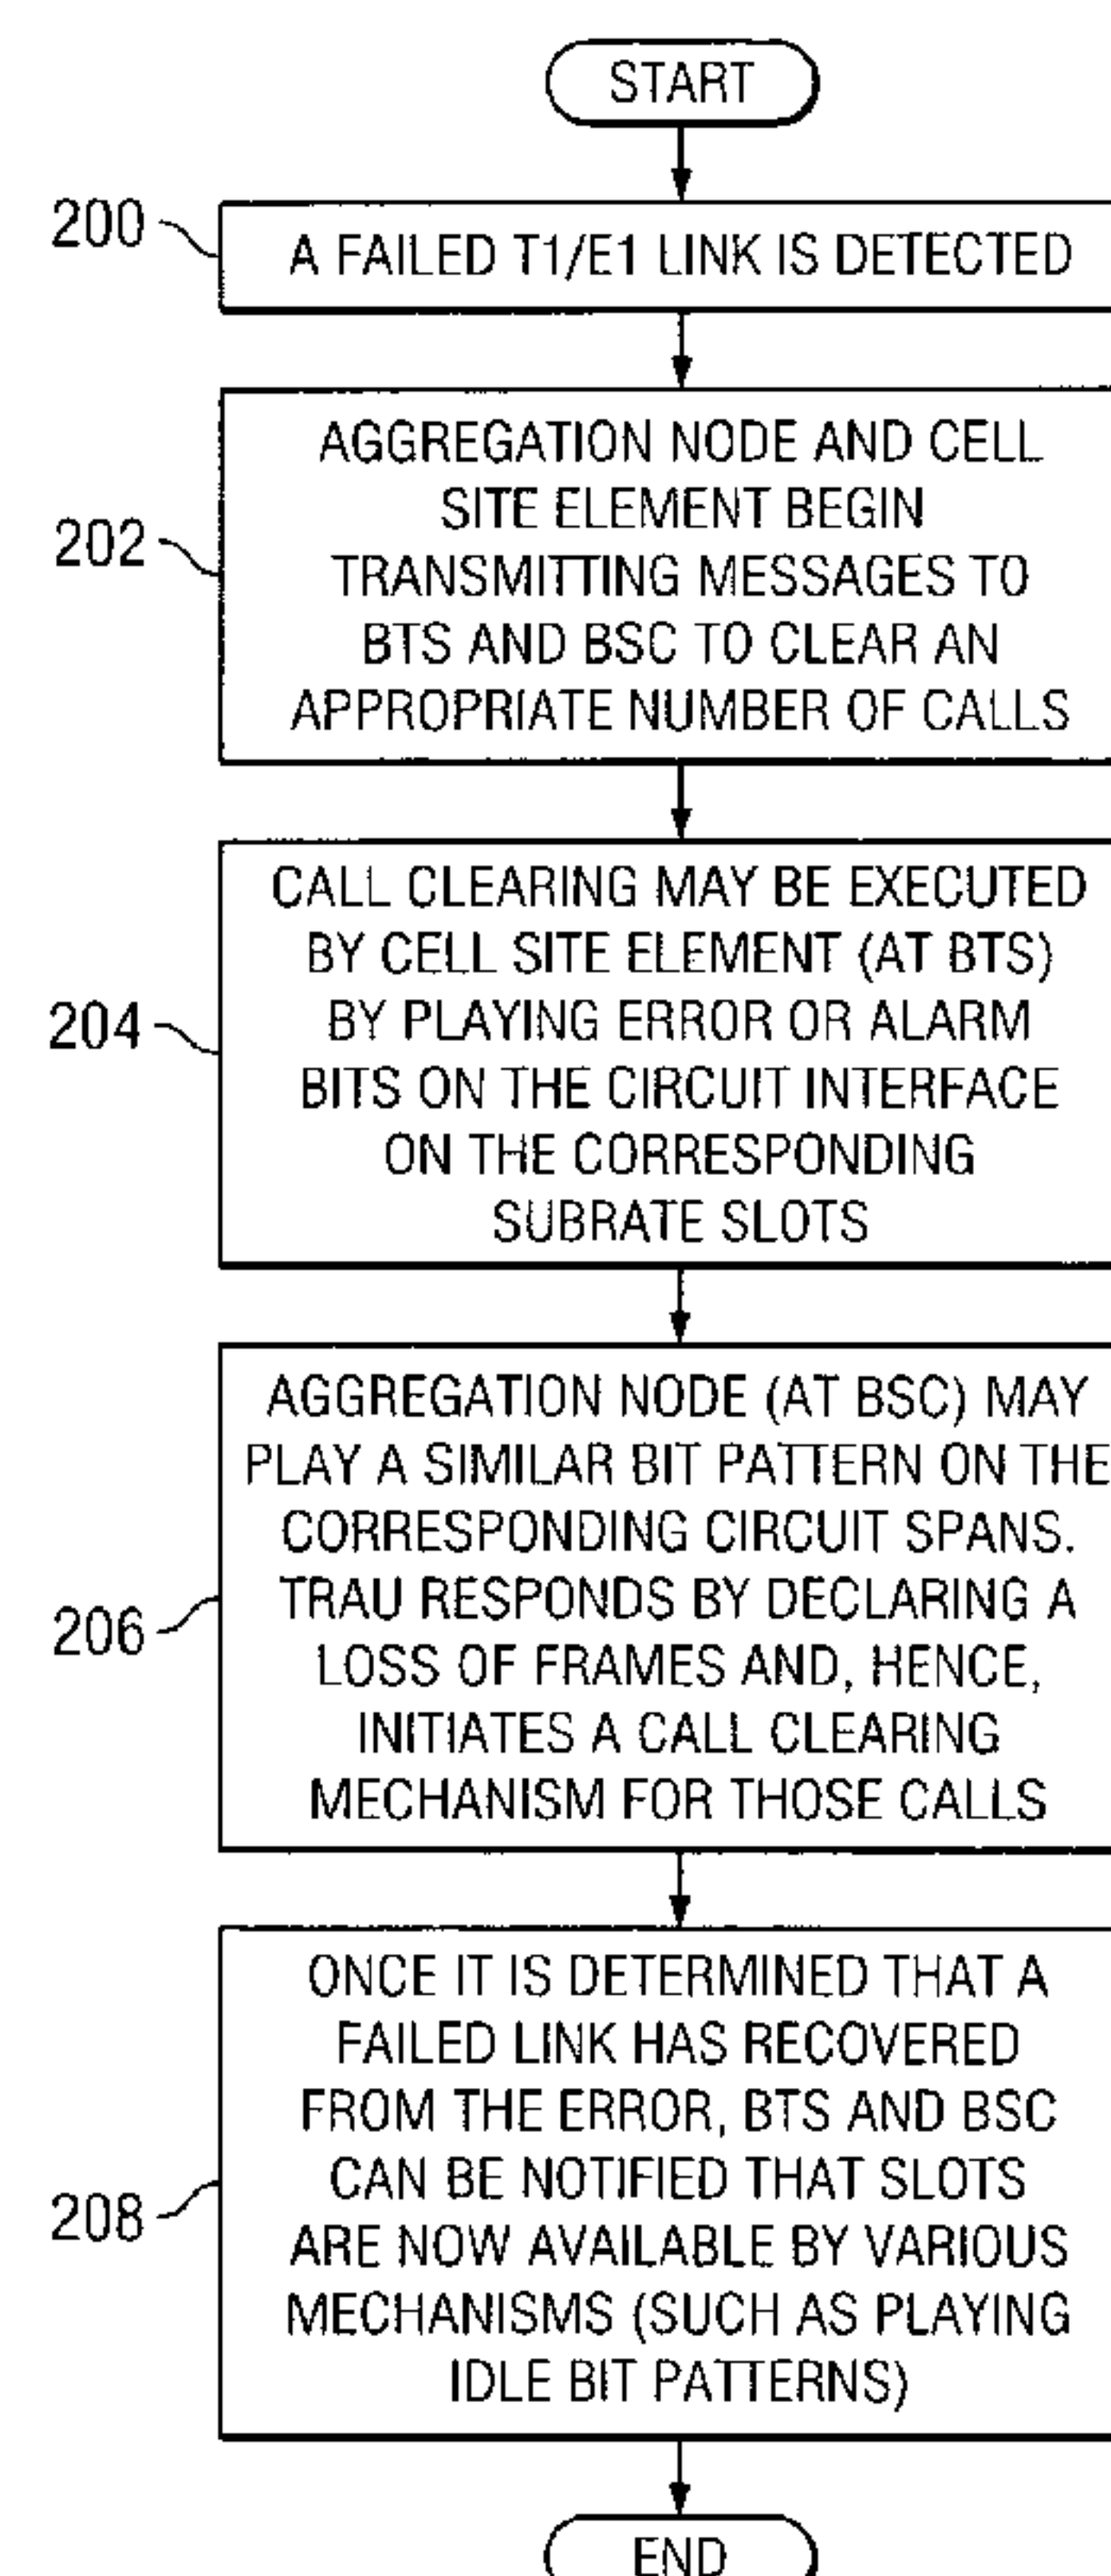 START
200
A FAILED T1/E1 LINK IS DETECTED
202
AGGREGATION NODE AND CELL
SITE ELEMENT BEGIN
TRANSMITTING MESSAGES TO
BTS AND BSC TO CLEAR AN
APPROPRIATE NUMBER OF CALLS
204
CALL CLEARING MAY BE EXECUTED
BY CELL SITE ELEMENT (AT BTS)
BY PLAYING ERROR OR ALARM
BITS ON THE CIRCUIT INTERFACE
ON THE CORRESPONDING
SUBRATE SLOTS
206
AGGREGATION NODE (AT BSC) MAY
PLAY A SIMILAR BIT PATTERN ON THE
CORRESPONDING CIRCUIT SPANS.
TRAU RESPONDS BY DECLARING A
LOSS OF FRAMES AND, HENCE,
INITIATES A CALL CLEARING
MECHANISM FOR THOSE CALLS
208
ONCE IT IS DETERMINED THAT A
FAILED LINK HAS RECOVERED
FROM THE ERROR, BTS AND BSC
CAN BE NOTIFIED THAT SLOTS
ARE NOW AVAILABLE BY VARIOUS
MECHANISMS (SUCH AS PLAYING
IDLE BIT PATTERNS)
END